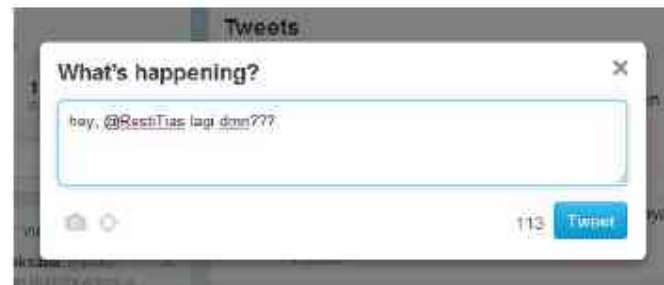 Tweets
What's happening?
hey, @RestiTias lagi dmn???
113 Tweet